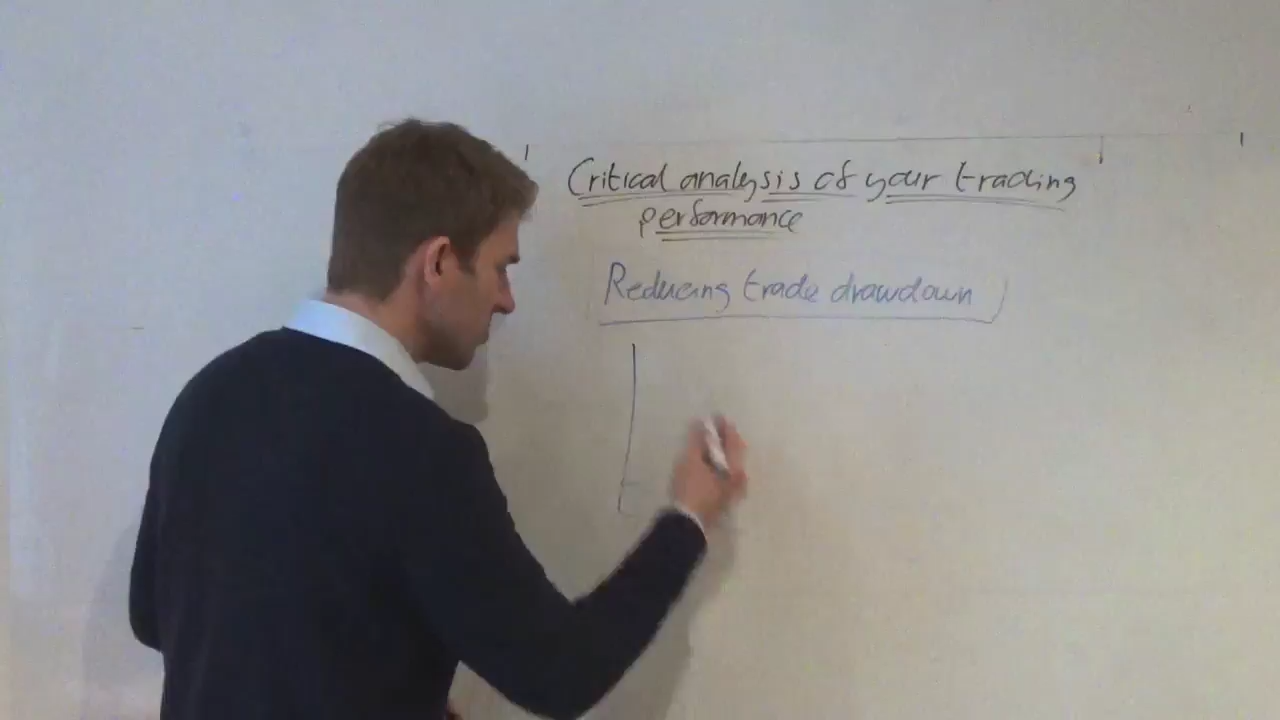 Critical analysis of your trading
performance
Reducing trade drawdown